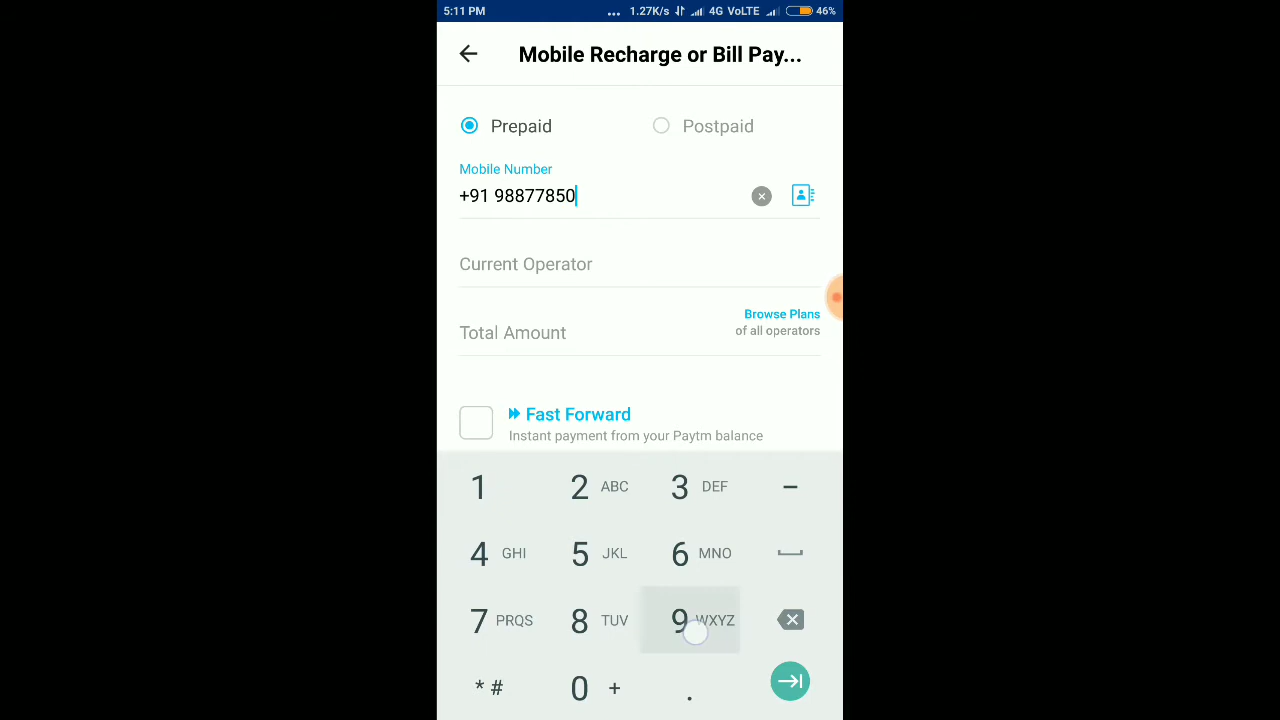 5:11 PM ... 1.27K/s 4G VoLTE 46%
Mobile Recharge or Bill Pay...
Prepaid Postpaid
Mobile Number
+91 98877850
Current Operator
Browse Plans
Total Amount of all operators
Fast Forward
Instant payment from your Paytm balance
1 2 ABC 3 DEF -
4 GHI 5 JKL 6 MNO
7 PRQS 8 TUV 9 WXYZ
* # 0 + .